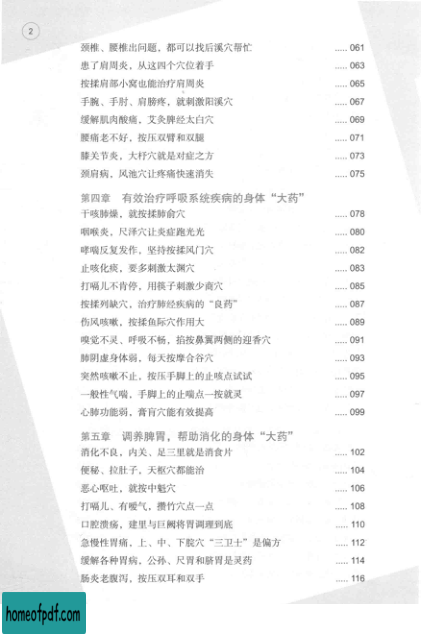 2
颈椎、腰椎出问题，都可以找后溪穴帮忙 ..... 061
患了肩周炎，从这四个穴位着手 ..... 063
按揉肩部小窝也能治疗肩周炎 ..... 065
手腕、手肘、肩膀疼，就刺激阳溪穴 ..... 067
缓解肌肉酸痛，艾灸脾经太白穴 ..... 069
腰痛老不好，按压双臂和双腿 ..... 071
膝关节炎，大杼穴就是对症之方 ..... 073
颈肩病，风池穴让疼痛快速消失 ..... 075
第四章 有效治疗呼吸系统疾病的身体“大药”
干咳肺燥，就按揉肺俞穴 ..... 078
咽喉炎，尺泽穴让炎症跑光光 ..... 080
哮喘反复发作，坚持按揉风门穴 ..... 082
止咳化痰，要多刺激太渊穴 ..... 083
打嗝儿不肯停，用筷子刺激少商穴 ..... 085
按揉列缺穴，治疗肺经疾病的“良药” ..... 087
伤风咳嗽，按揉鱼际穴作用大 ..... 089
嗅觉不灵、呼吸不畅，掐按鼻翼两侧的迎香穴 ..... 091
肺阴虚身体弱，每天按摩合谷穴 ..... 093
突然咳嗽不止，按压手脚上的止咳点试试 ..... 095
一般性气喘，手脚上的止喘点一按就灵 ..... 097
心肺功能弱，膏肓穴能有效提高 ..... 099
第五章 调养脾胃，帮助消化的身体“大药”
消化不良，内关、足三里就是消食片 ..... 102
便秘、拉肚子，天枢穴都能治 ..... 104
恶心呕吐，就按中魁穴 ..... 106
打嗝儿、有嗳气，攒竹穴点一点 ..... 108
口腔溃疡，建里与巨阙将胃调理到底 ..... 110
急慢性胃痛，上、中、下脘穴“三卫士”是偏方 ..... 112
缓解各种胃病，公孙、尺胃和脐胃是灵药 ..... 114
肠炎老腹泻，按压双耳和双手 ..... 116
homeofpdf.com